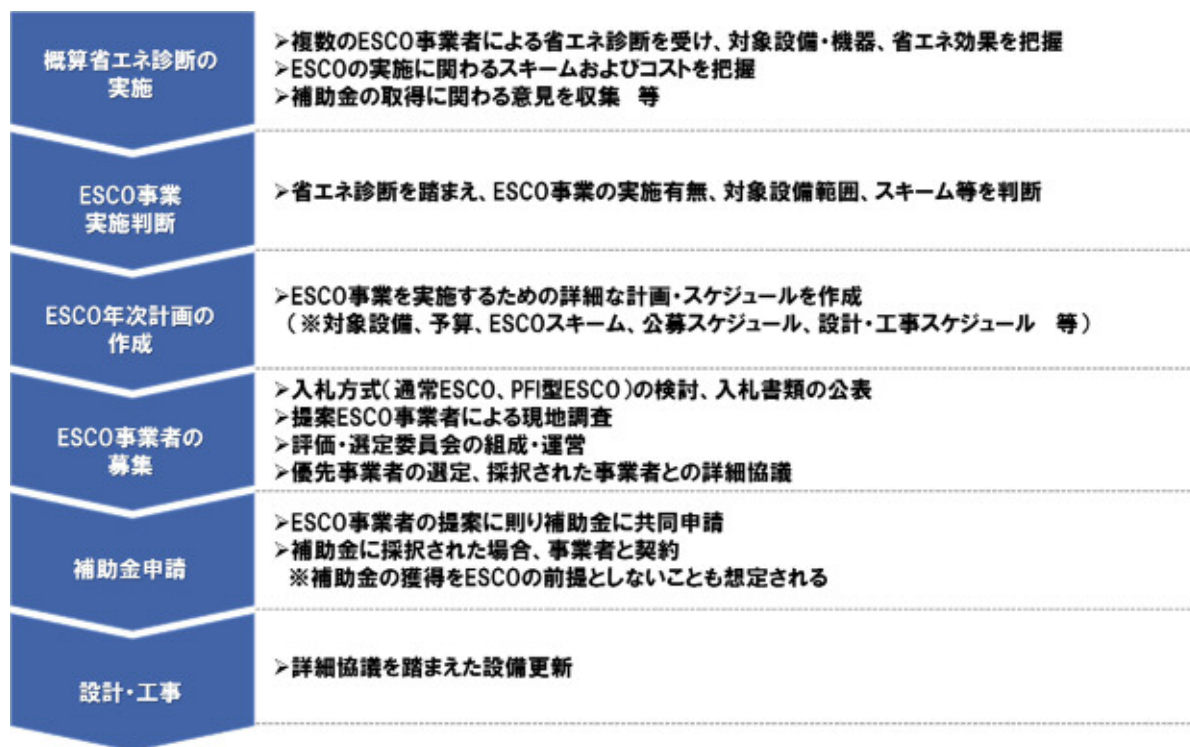 概算省エネ診断の
実施
➢複数のESCO事業者による省エネ診断を受け、対象設備・機器、省エネ効果を把握
➢ESCOの実施に関わるスキームおよびコストを把握
➢補助金の取得に関わる意見を収集　等
ESCO事業
実施判断
➢省エネ診断を踏まえ、ESCO事業の実施有無、対象設備範囲、スキーム等を判断
ESCO年次計画の
作成
➢ESCO事業を実施するための詳細な計画・スケジュールを作成
（※対象設備、予算、ESCOスキーム、公募スケジュール、設計・工事スケジュール　等）
ESCO事業者の
募集
➢入札方式（通常ESCO、PFI型ESCO）の検討、入札書類の公表
➢提案ESCO事業者による現地調査
➢評価・選定委員会の組成・運営
➢優先事業者の選定、採択された事業者との詳細協議
補助金申請
➢ESCO事業者の提案に則り補助金に共同申請
➢補助金に採択された場合、事業者と契約
※補助金の獲得をESCOの前提としないことも想定される
設計・工事
➢詳細協議を踏まえた設備更新